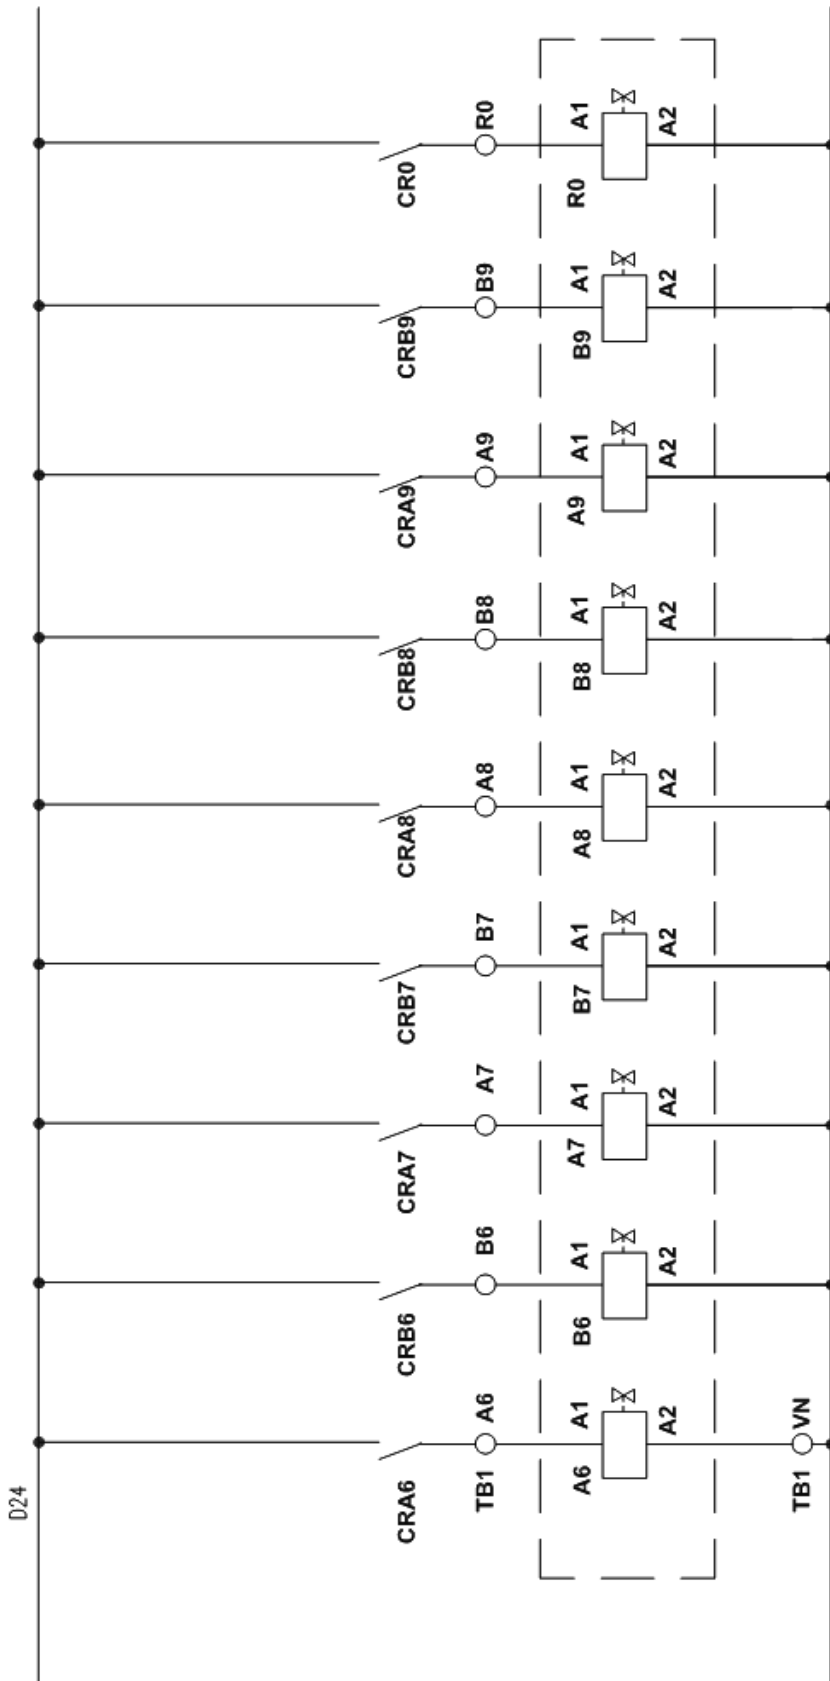 D24
CRA6 CRB6 CRA7 CRB7 CRA8 CRB8 CRA9 CRB9 CR0
TB1 A6 B6 A7 B7 A8 B8 A9 B9 R0
A6 A1 B6 A1 A7 A1 B7 A1 A8 A1 B8 A1 A9 A1 B9 A1 R0 A1
A2 A2 A2 A2 A2 A2 A2 A2 A2
TB1 VN